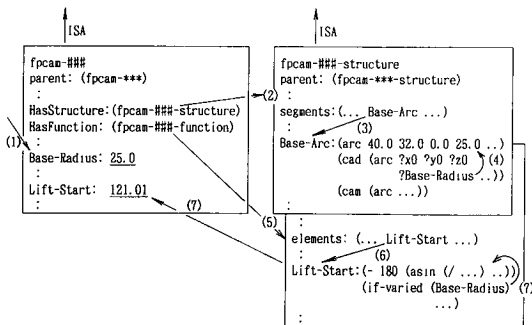 ISA
fpcam-###
parent: (fpcam-***)
:
HasStructure:(fpcam-###-structure)
HasFunction: (fpcam-###-function)
:
(1)
Base-Radius: 25.0
:
Lift-Start: 121.01
:
(7)
ISA
fpcam-###-structure
parent: (fpcam-***-structure)
:
(2)
segments:(... Base-Arc ...)
:
(3)
Base-Arc:(arc 40.0 32.0 0.0 25.0 ..)
(cad (arc ?x0 ?y0 ?z0 (4)
?Base-Radius ..))
(cam (arc ...))
:
(5)
:
elements: (... Lift-Start ...)
:
(6)
Lift-Start:(- 180 (asin (/ ...) ..))
(if-varied (Base-Radius) (7)
...)
: